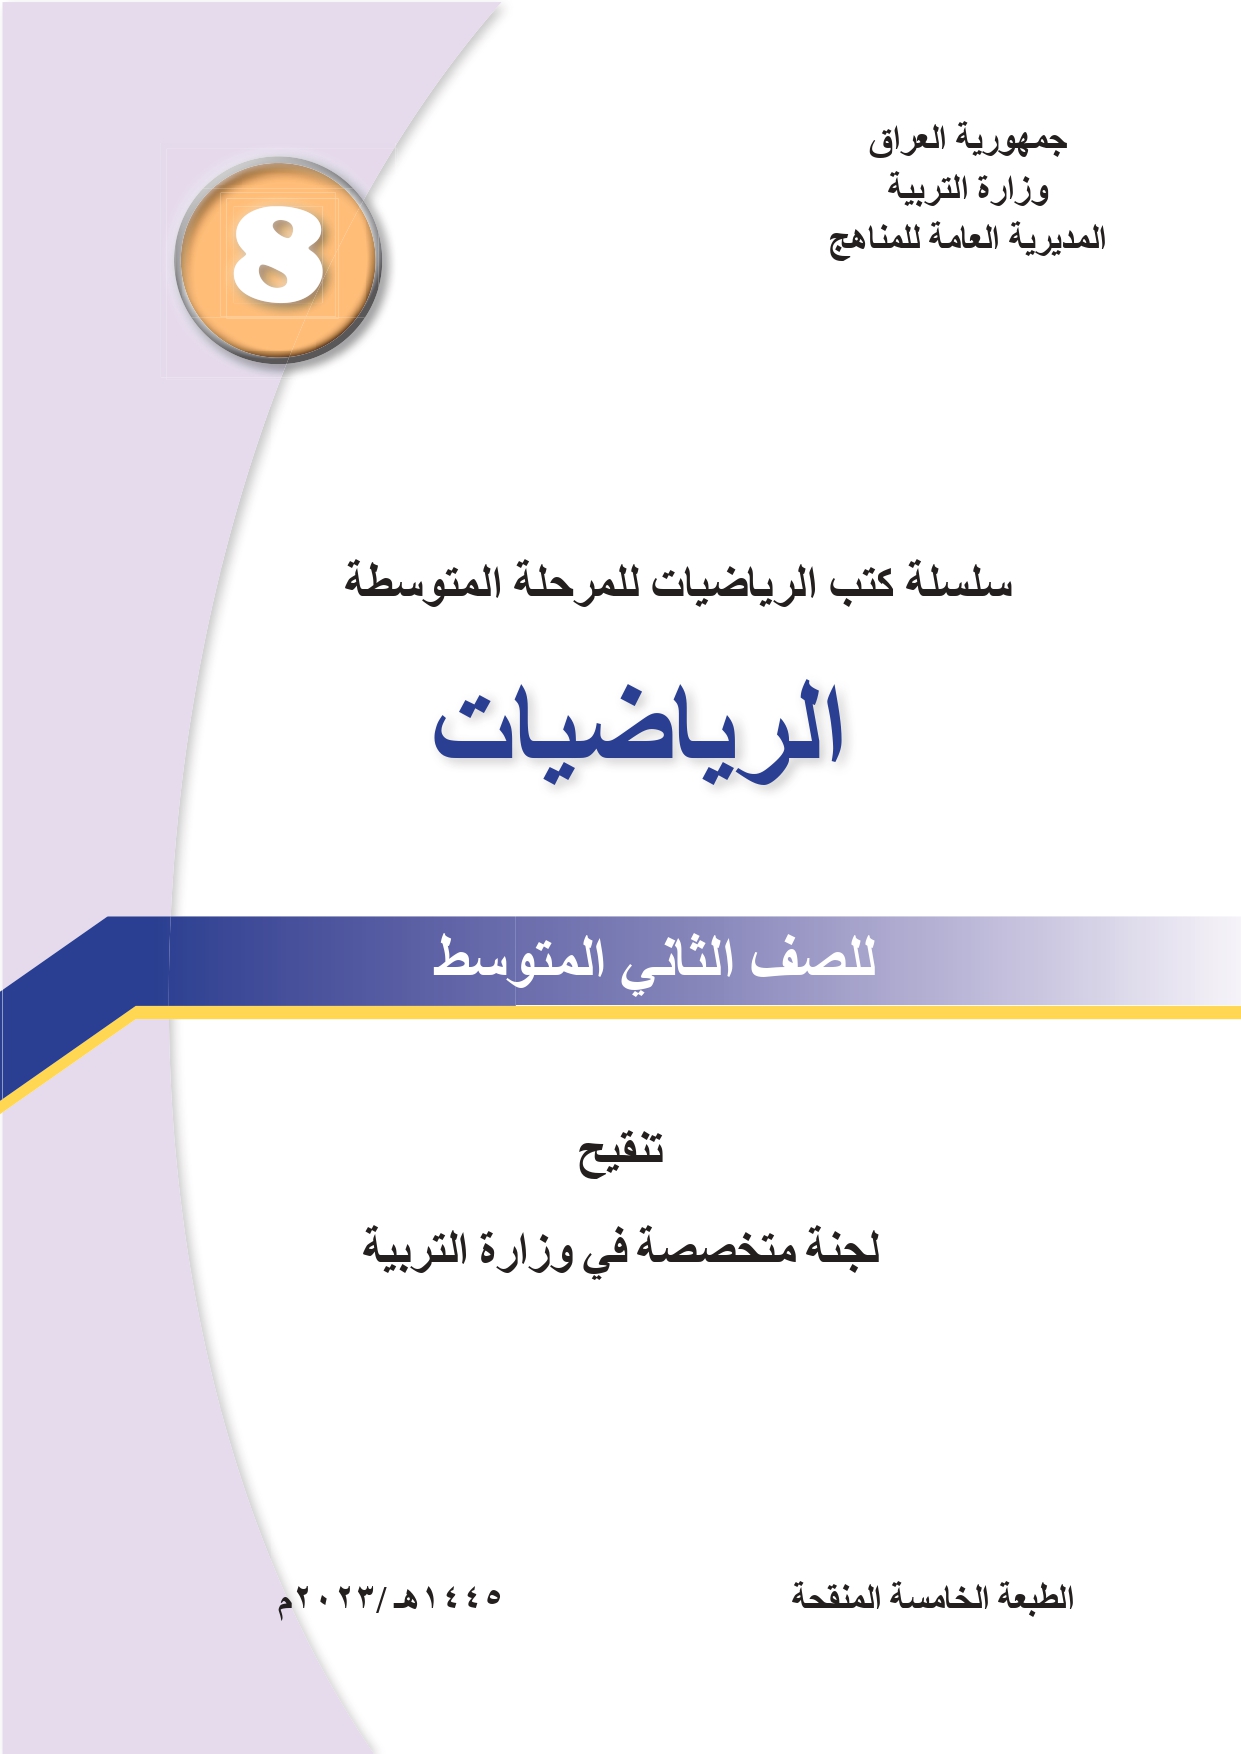 جمهورية العراق
وزارة التربية
المديرية العامة للمناهج
8
سلسلة كتب الرياضيات للمرحلة المتوسطة
الرياضيات
للصف الثاني المتوسط
تنقيح
لجنة متخصصة في وزارة التربية
الطبعة الخامسة المنقحة
١٤٤٥هـ /٢٠٢٣م